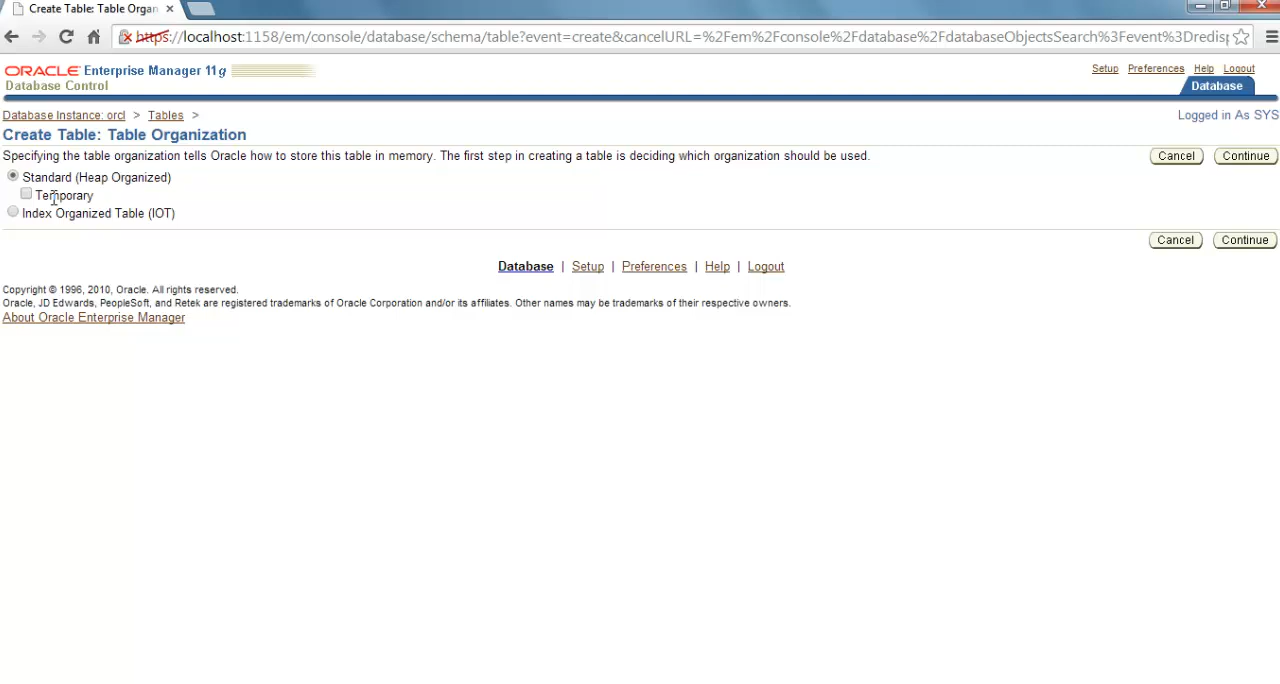 Create Table: Table Organ
https://localhost:1158/em/console/database/schema/table?event=create&cancelURL=%2Fem%2Fconsole%2Fdatabase%2FdatabaseObjectsSearch%3Fevent%3Dredisp
ORACLE Enterprise Manager 11g
Setup Preferences Help Logout
Database Control
Database
Database Instance: orcl > Tables >
Logged in As SYS
Create Table: Table Organization
Specifying the table organization tells Oracle how to store this table in memory. The first step in creating a table is deciding which organization should be used.
Cancel Continue
Standard (Heap Organized)
Temporary
Index Organized Table (IOT)
Cancel Continue
Database | Setup | Preferences | Help | Logout
Copyright © 1996, 2010, Oracle. All rights reserved.
Oracle, JD Edwards, PeopleSoft, and Retek are registered trademarks of Oracle Corporation and/or its affiliates. Other names may be trademarks of their respective owners.
About Oracle Enterprise Manager